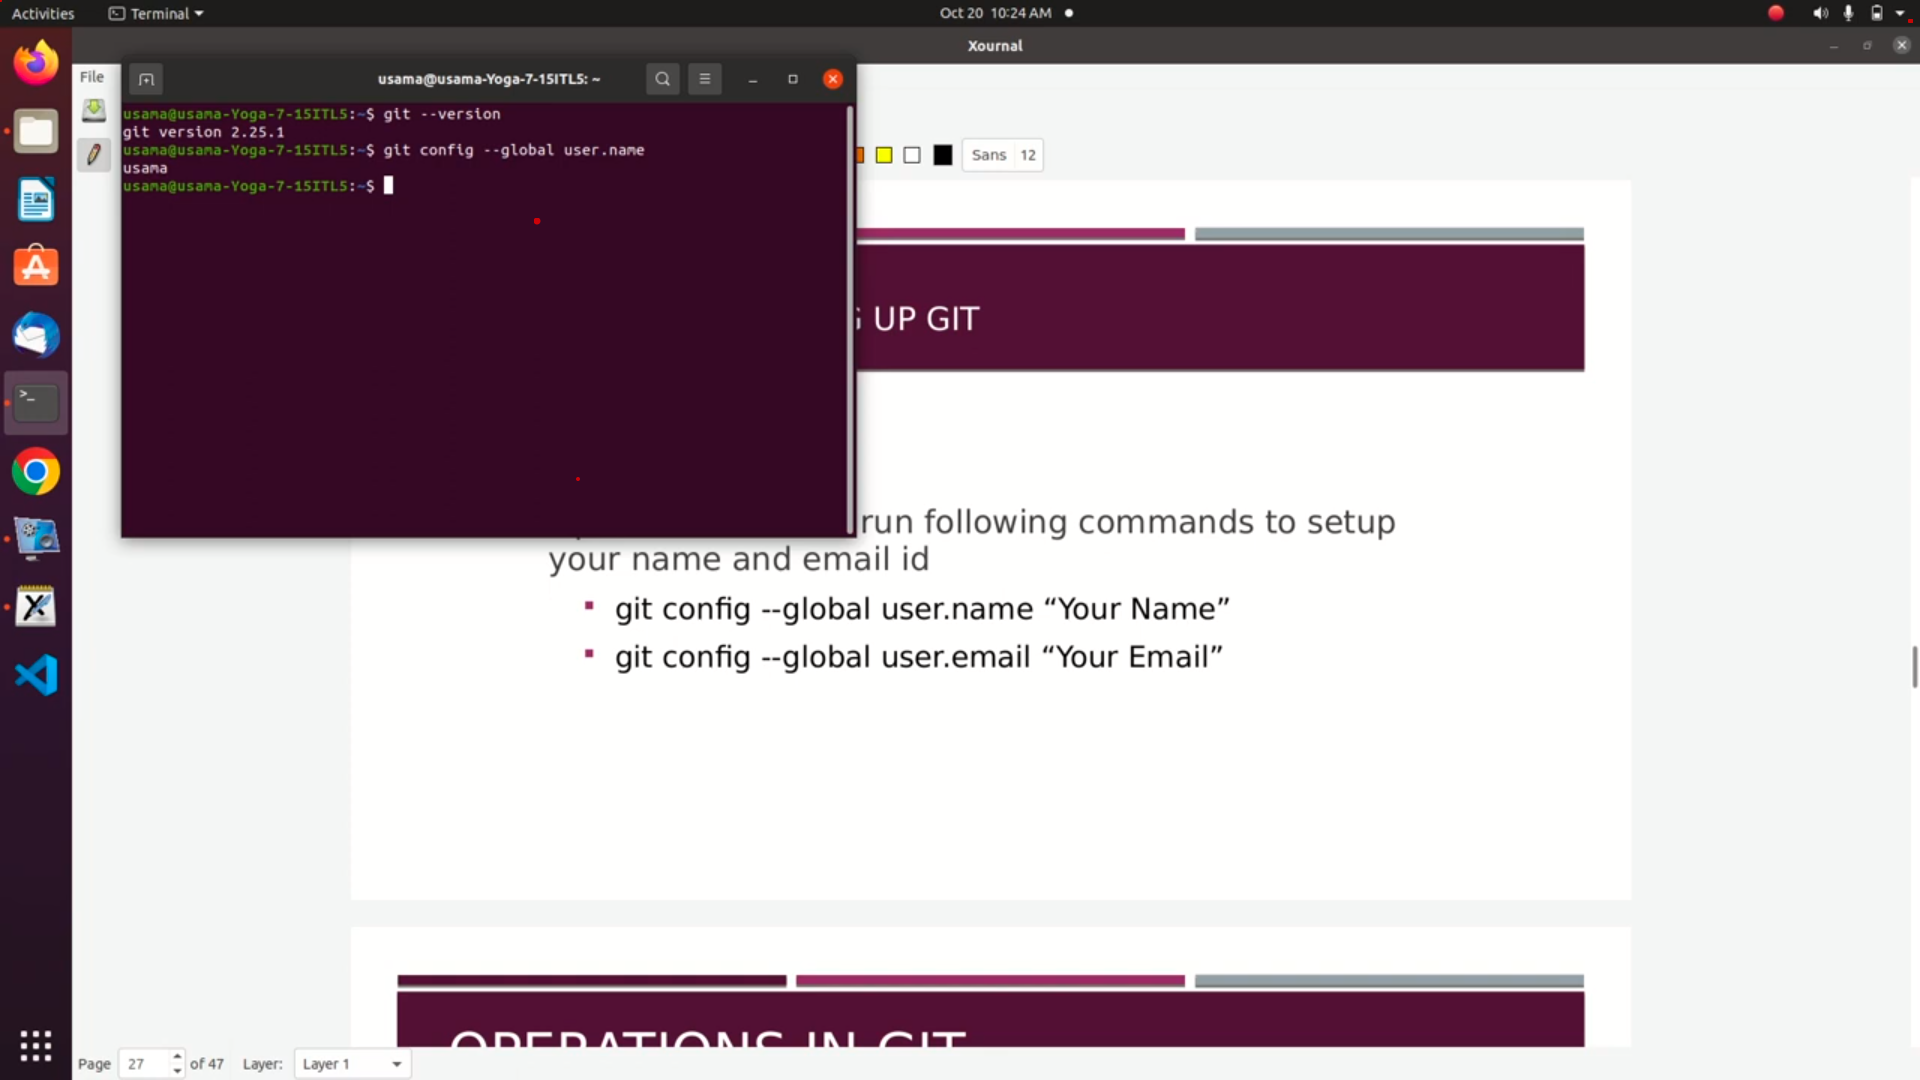 Activities
Terminal
Oct 20 10:24 AM
Xournal
File
usama@usama-Yoga-7-15ITL5: ~
usama@usama-Yoga-7-15ITL5:~$ git --version
git version 2.25.1
usama@usama-Yoga-7-15ITL5:~$ git config --global user.name
usama
usama@usama-Yoga-7-15ITL5:~$
Sans 12
UP GIT
run following commands to setup
your name and email id
git config --global user.name “Your Name”
git config --global user.email “Your Email”
OPERATIONS IN GIT
Page 27 of 47 Layer: Layer 1